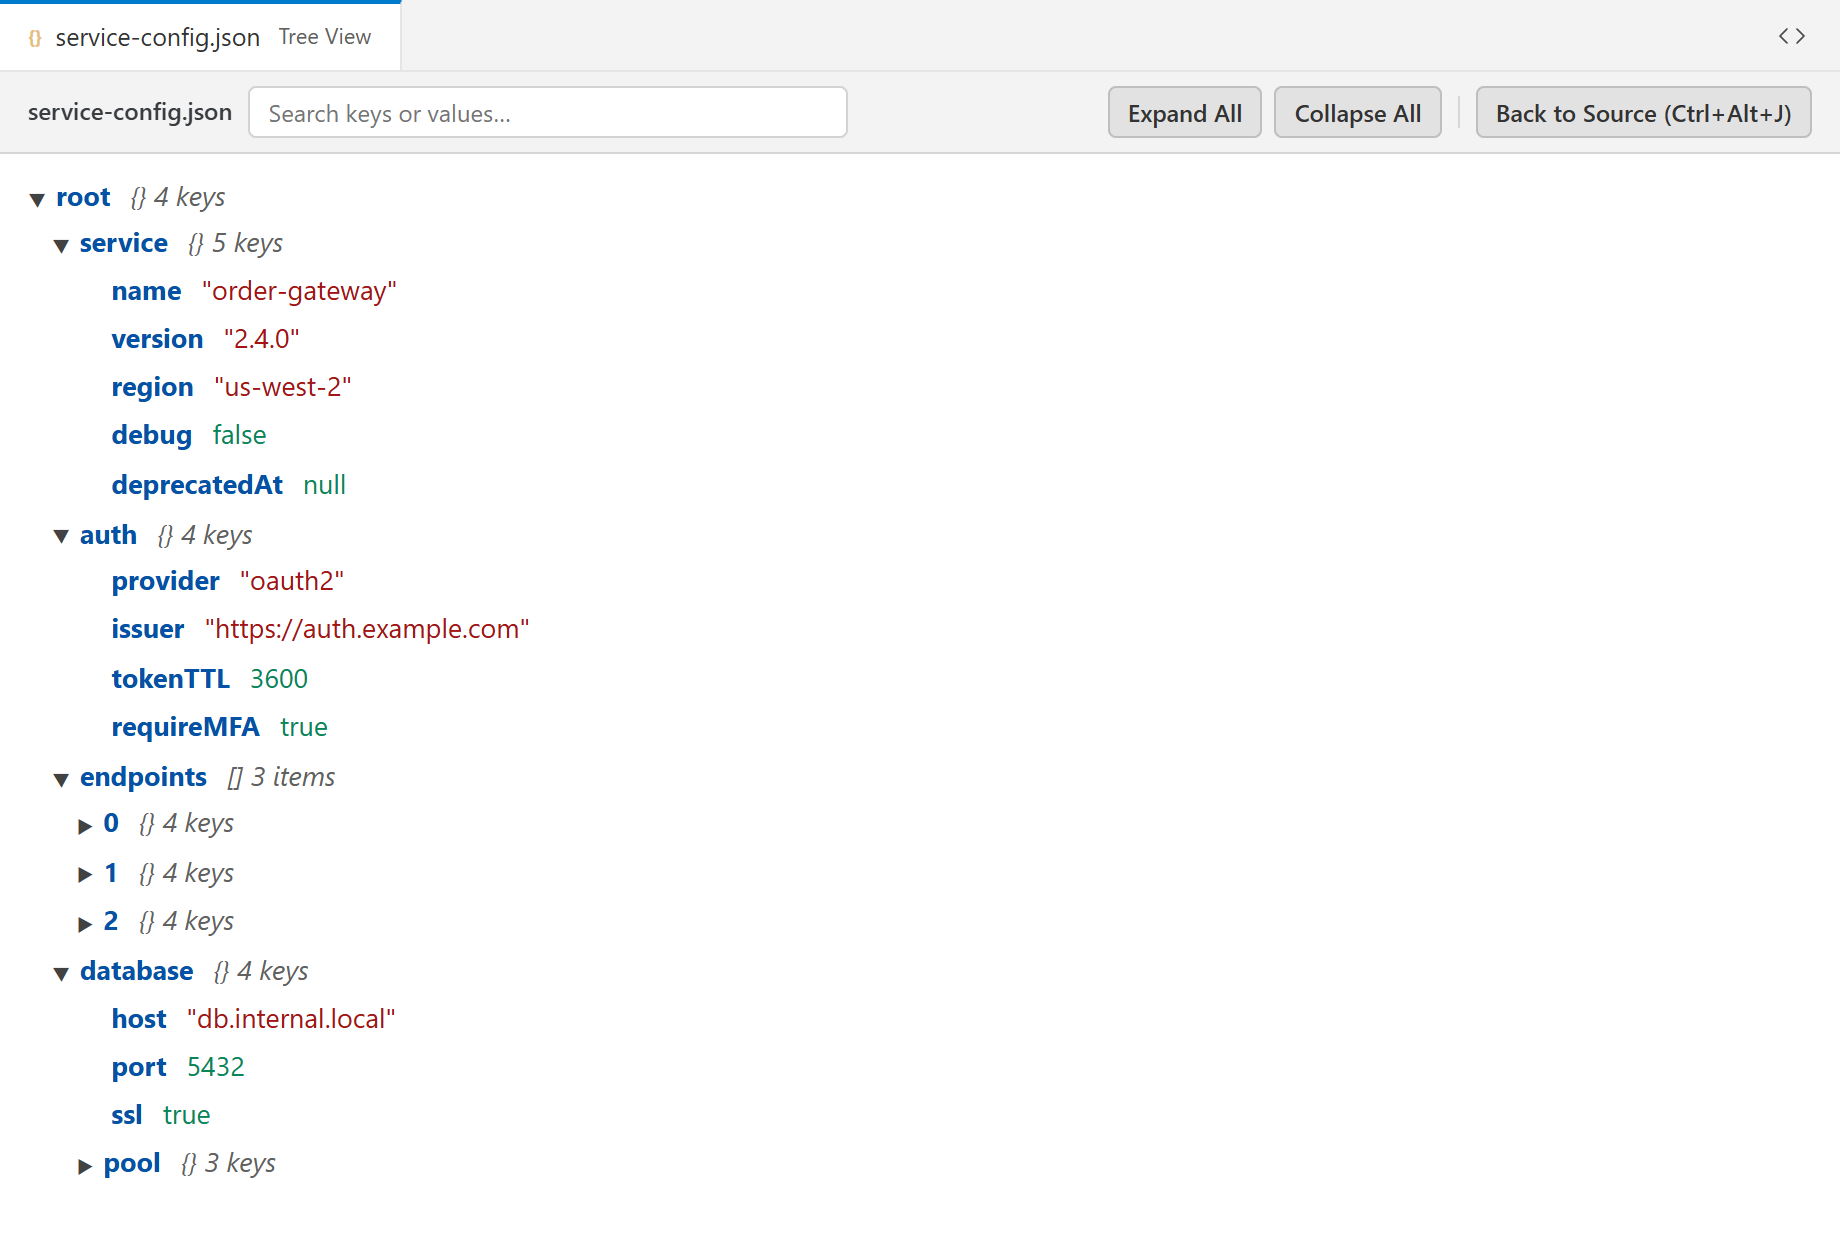 {} service-config.json Tree View <>
service-config.json Search keys or values... Expand All Collapse All Back to Source (Ctrl+Alt+J)
root {} 4 keys
service {} 5 keys
name "order-gateway"
version "2.4.0"
region "us-west-2"
debug false
deprecatedAt null
auth {} 4 keys
provider "oauth2"
issuer "https://auth.example.com"
tokenTTL 3600
requireMFA true
endpoints [] 3 items
0 {} 4 keys
1 {} 4 keys
2 {} 4 keys
database {} 4 keys
host "db.internal.local"
port 5432
ssl true
pool {} 3 keys